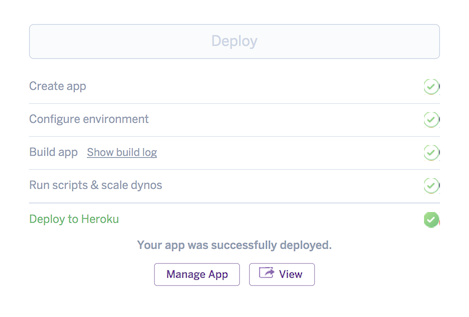 Deploy
Create app
Configure environment
Build app Show build log
Run scripts & scale dynos
Deploy to Heroku
Your app was successfully deployed.
Manage App View